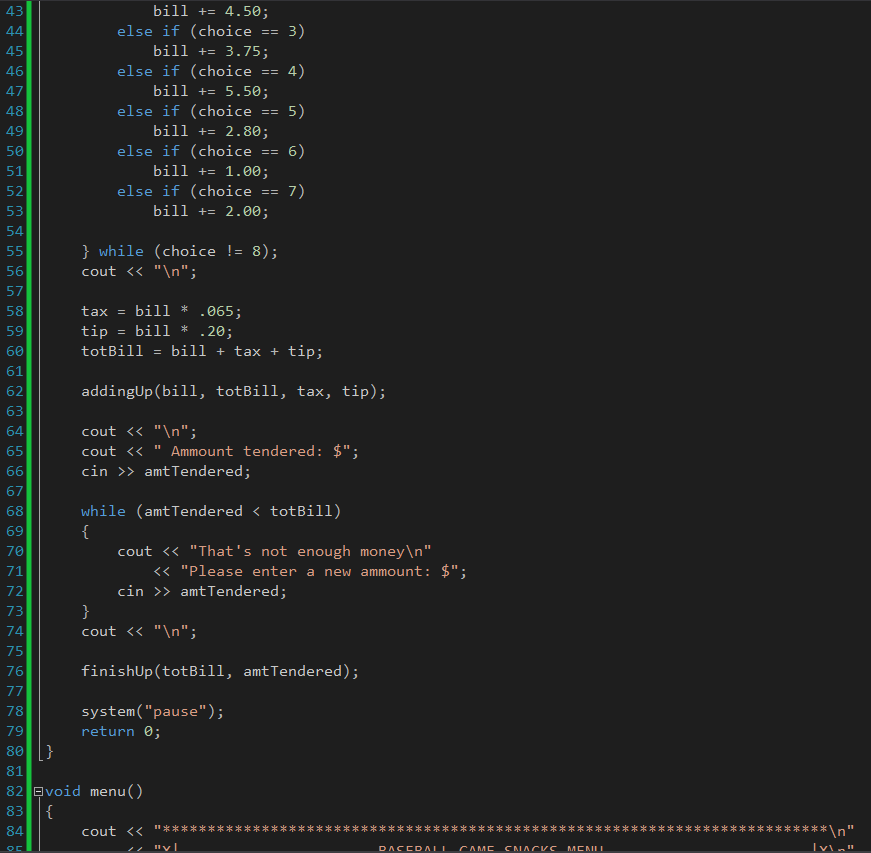 43 bill += 4.50;
44 else if (choice == 3)
45 bill += 3.75;
46 else if (choice == 4)
47 bill += 5.50;
48 else if (choice == 5)
49 bill += 2.80;
50 else if (choice == 6)
51 bill += 1.00;
52 else if (choice == 7)
53 bill += 2.00;
54
55 } while (choice != 8);
56 cout << "\n";
57
58 tax = bill * .065;
59 tip = bill * .20;
60 totBill = bill + tax + tip;
61
62 addingUp(bill, totBill, tax, tip);
63
64 cout << "\n";
65 cout << " Ammount tendered: $";
66 cin >> amtTendered;
67
68 while (amtTendered < totBill)
69 {
70 cout << "That's not enough money\n"
71 << "Please enter a new ammount: $";
72 cin >> amtTendered;
73 }
74 cout << "\n";
75
76 finishUp(totBill, amtTendered);
77
78 system("pause");
79 return 0;
80 }
81
82 void menu()
83 {
84 cout << "**************************************************************************\n"
85 << "X| BASEBALL GAME SNACKS MENU |X\n"